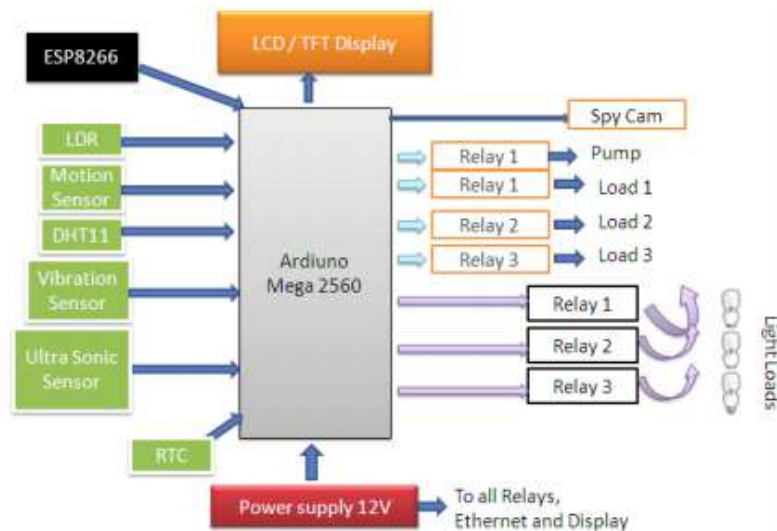 LCD / TFT Display
ESP8266
Spy Cam
LDR
Motion
Sensor
DHT11
Vibration
Sensor
Ultra Sonic
Sensor
RTC
Ardiuno
Mega 2560
Relay 1
Pump
Relay 1
Load 1
Relay 2
Load 2
Relay 3
Load 3
Relay 1
Relay 2
Relay 3
Light Loads
Power supply 12V
To all Relays,
Ethernet and Display